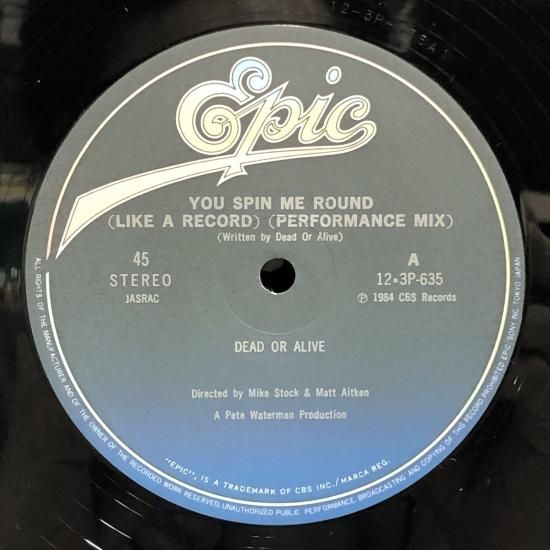 12-3P-
Epic
YOU SPIN ME ROUND
(LIKE A RECORD) (PERFORMANCE MIX)
(Written by Dead Or Alive)
45
STEREO
JASRAC
A
12•3P-635
Ⓟ 1984 CBS Records
DEAD OR ALIVE
Directed by Mike Stock & Matt Aitken
A Pete Waterman Production
"EPIC", IS A TRADEMARK OF CBS INC./MARCA REG.
ALL RIGHTS OF THE MANUFACTURER AND OF THE OWNER OF THE RECORDED WORK RESERVED. UNAUTHORIZED PUBLIC PERFORMANCE, BROADCASTING AND COPYING OF THIS RECORD PROHIBITED EPIC SONY INC. TOKYO JAPAN